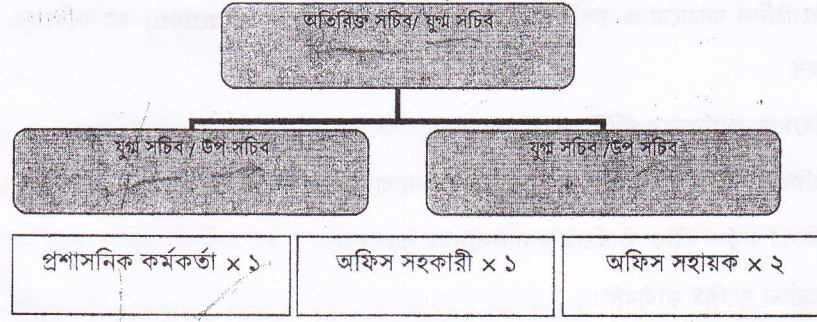 অতিরিক্ত সচিব/ যুগ্ম সচিব
যুগ্ম সচিব / উপ সচিব
যুগ্ম সচিব /উপ সচিব
প্রশাসনিক কর্মকর্তা × ১
অফিস সহকারী × ১
অফিস সহায়ক × ২